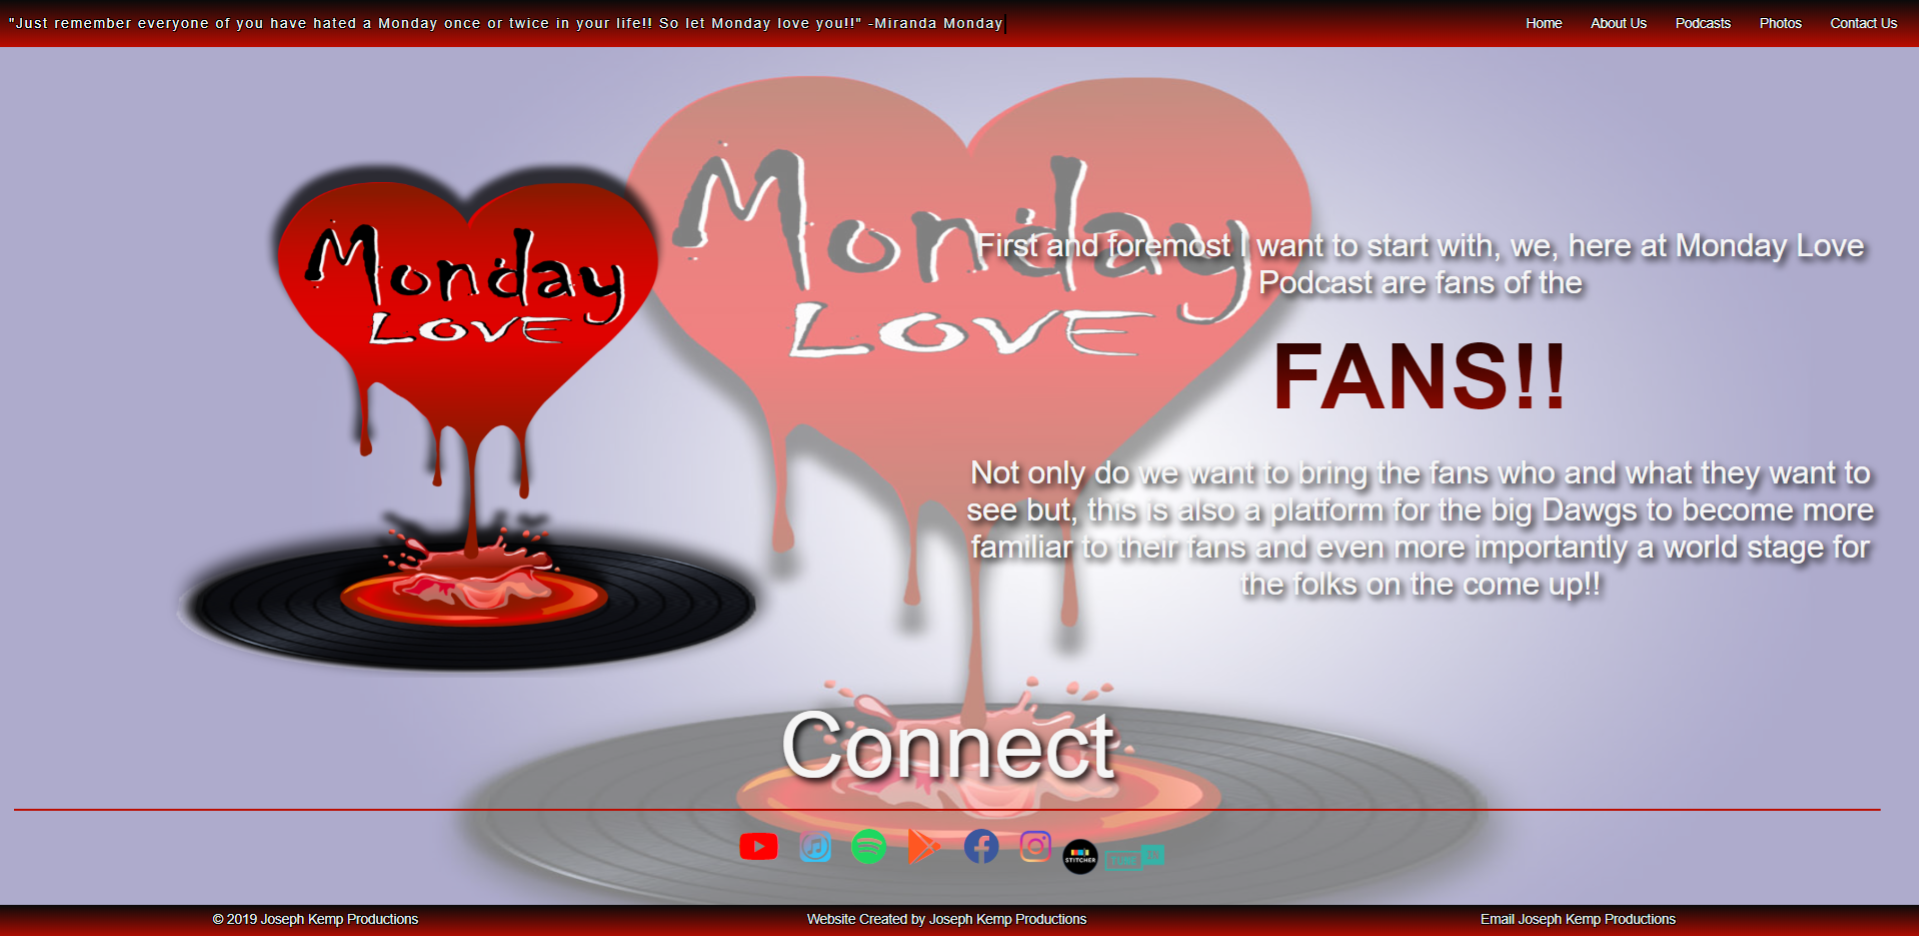 "Just remember everyone of you have hated a Monday once or twice in your life!! So let Monday love you!!" -Miranda Monday
Home
About Us
Podcasts
Photos
Contact Us
Monday
LOVE
Monday
LOVE
First and foremost I want to start with, we, here at Monday Love
Podcast are fans of the
FANS!!
Not only do we want to bring the fans who and what they want to
see but, this is also a platform for the big Dawgs to become more
familiar to their fans and even more importantly a world stage for
the folks on the come up!!
Connect
STITCHER
TUNE
IN
© 2019 Joseph Kemp Productions
Website Created by Joseph Kemp Productions
Email Joseph Kemp Productions